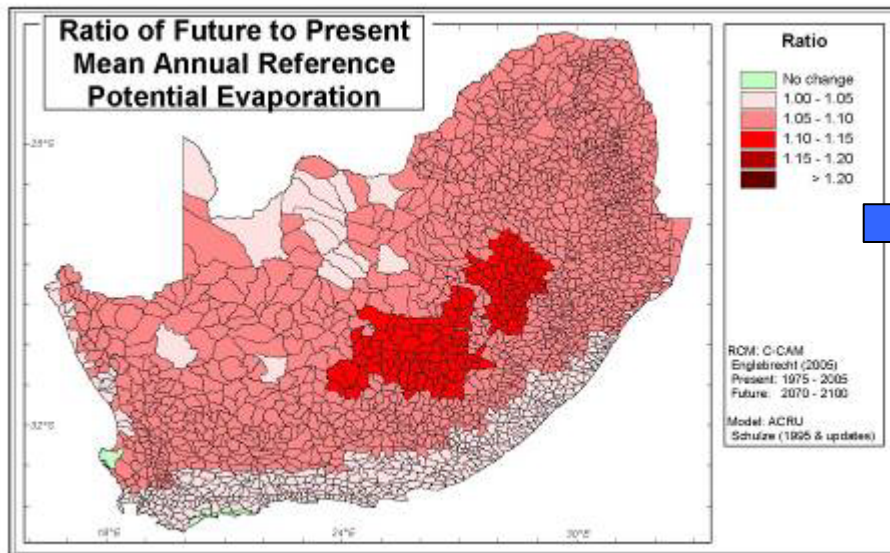 Ratio of Future to Present
Mean Annual Reference
Potential Evaporation
Ratio
No change
1.00 - 1.05
1.05 - 1.10
1.10 - 1.15
1.15 - 1.20
> 1.20
RCM: C-CAM
Englebrecht (2005)
Present: 1975 - 2005
Future: 2070 - 2100
Model: ACRU
Schulze (1995 & updates)
32°S
24°E
30°E